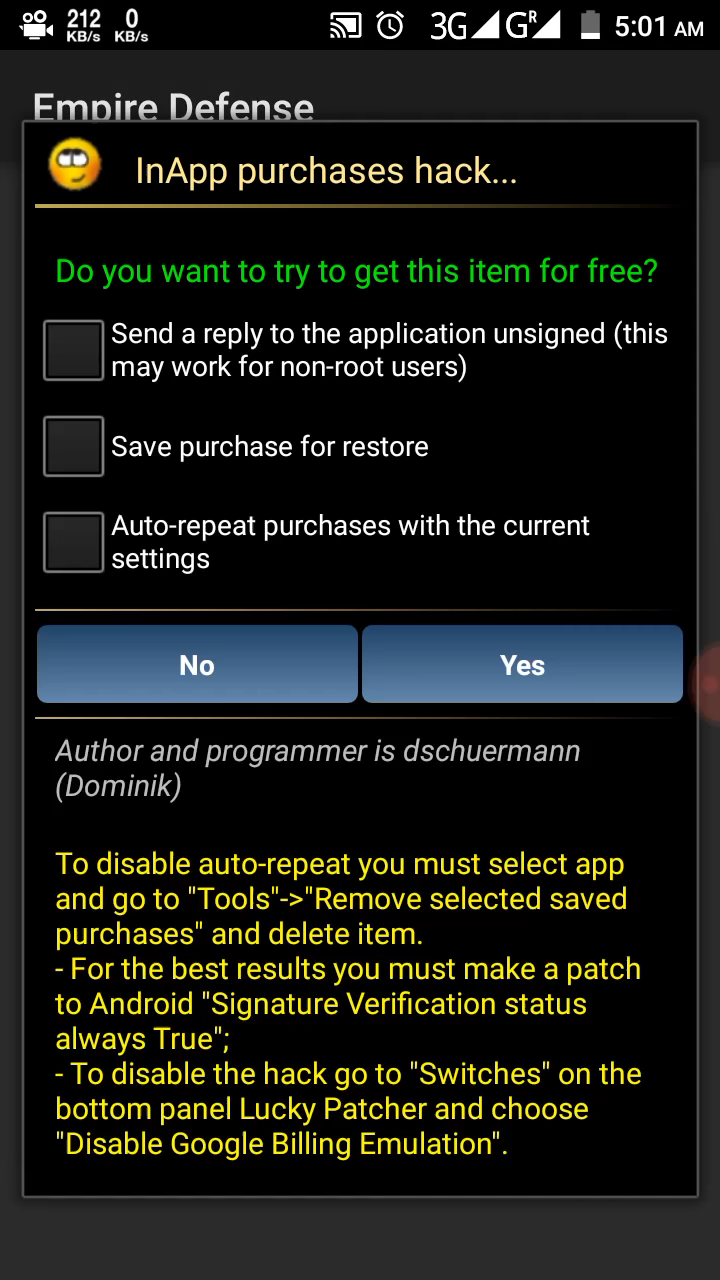 212 0
KB/s KB/s 3G G R 5:01 AM
Empire Defense
InApp purchases hack...
Do you want to try to get this item for free?
Send a reply to the application unsigned (this
may work for non-root users)
Save purchase for restore
Auto-repeat purchases with the current
settings
No Yes
Author and programmer is dschuermann
(Dominik)
To disable auto-repeat you must select app
and go to "Tools"->"Remove selected saved
purchases" and delete item.
- For the best results you must make a patch
to Android "Signature Verification status
always True";
- To disable the hack go to "Switches" on the
bottom panel Lucky Patcher and choose
"Disable Google Billing Emulation".